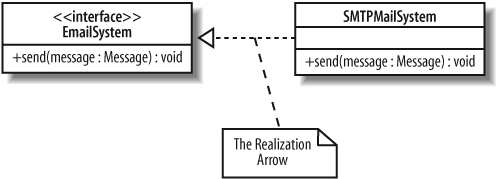 <<interface>>
EmailSystem
+send(message : Message) : void
SMTPMailSystem
+send(message : Message) : void
The Realization
Arrow